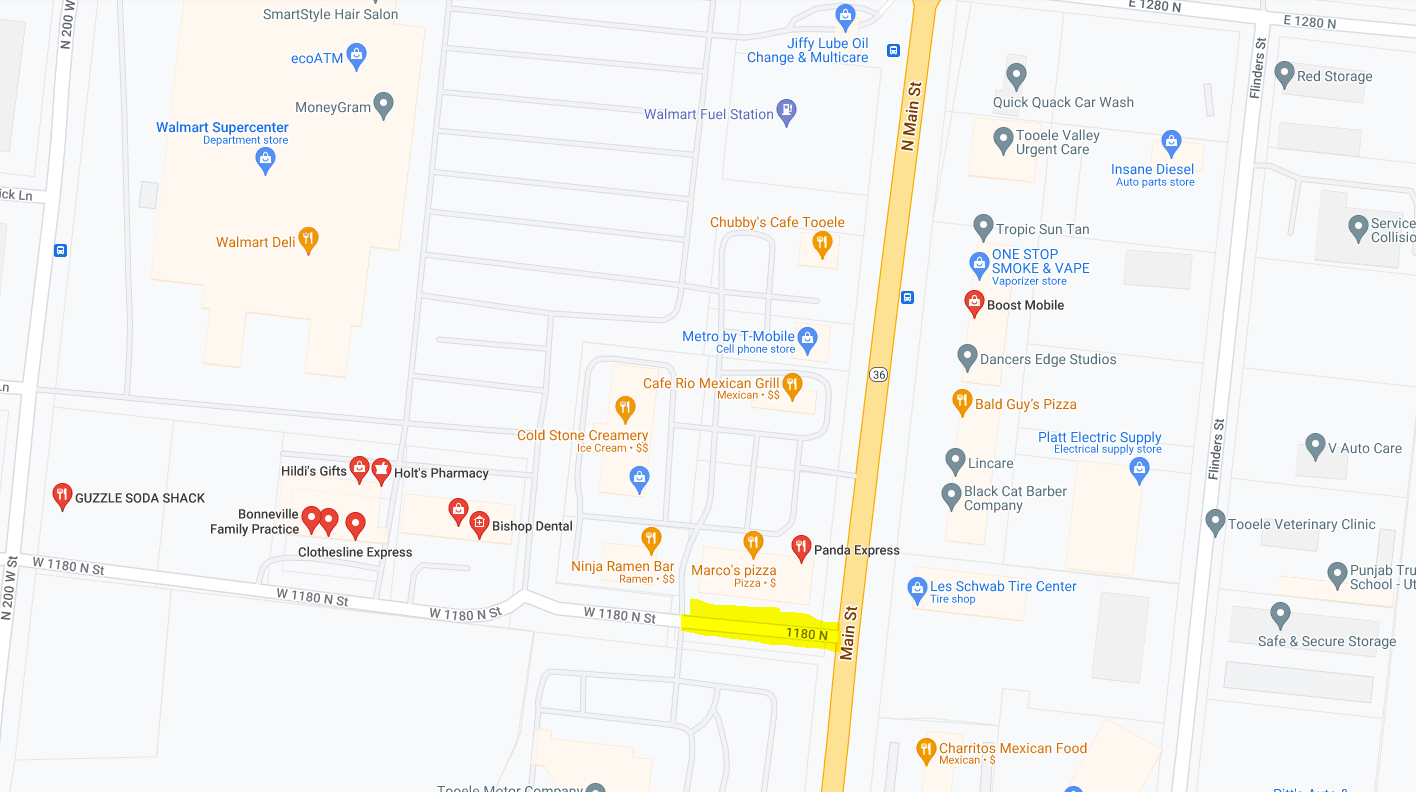 SmartStyle Hair Salon
E 1280 N
E 1280 N
N 200 W
ecoATM
Jiffy Lube Oil
Change & Multicare
Flinders St
Red Storage
MoneyGram
Walmart Fuel Station
N Main St
Quick Quack Car Wash
Walmart Supercenter
Department store
Tooele Valley
Urgent Care
Insane Diesel
Auto parts store
ick Ln
Chubby's Cafe Tooele
Tropic Sun Tan
Service
Collisio
Walmart Deli
ONE STOP
SMOKE & VAPE
Vaporizer store
Boost Mobile
Metro by T-Mobile
Cell phone store
Dancers Edge Studios
36
Ln
Cafe Rio Mexican Grill
Mexican • $$
Bald Guy's Pizza
Cold Stone Creamery
Ice Cream • $$
Platt Electric Supply
Electrical supply store
Flinders St
V Auto Care
Hildi's Gifts
Holt's Pharmacy
Lincare
GUZZLE SODA SHACK
Black Cat Barber
Company
Bonneville
Family Practice
Bishop Dental
Tooele Veterinary Clinic
Clothesline Express
Panda Express
Ninja Ramen Bar
Ramen • $$
Marco's pizza
Pizza • $
W 1180 N St
N 200 W St
Les Schwab Tire Center
Tire shop
Punjab Tru
School - Ut
W 1180 N St
W 1180 N St
W 1180 N St
1180 N
Main St
Safe & Secure Storage
Charritos Mexican Food
Mexican • $
Tooele Motor Company